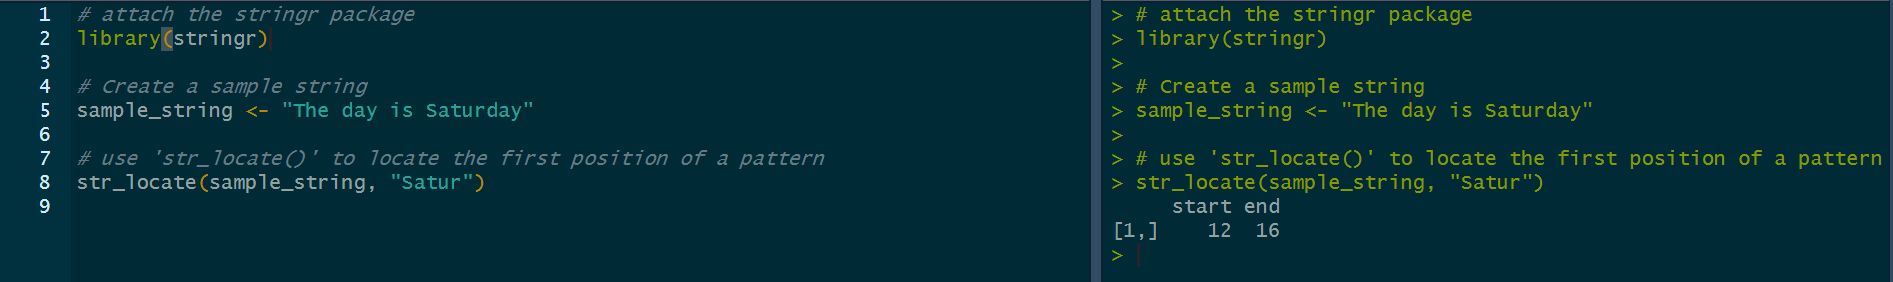 1 # attach the stringr package
2 library(stringr)
3
4 # Create a sample string
5 sample_string <- "The day is Saturday"
6
7 # use 'str_locate()' to locate the first position of a pattern
8 str_locate(sample_string, "Satur")
9
> # attach the stringr package
> library(stringr)
>
> # Create a sample string
> sample_string <- "The day is Saturday"
>
> # use 'str_locate()' to locate the first position of a pattern
> str_locate(sample_string, "Satur")
     start end
[1,]    12  16
>